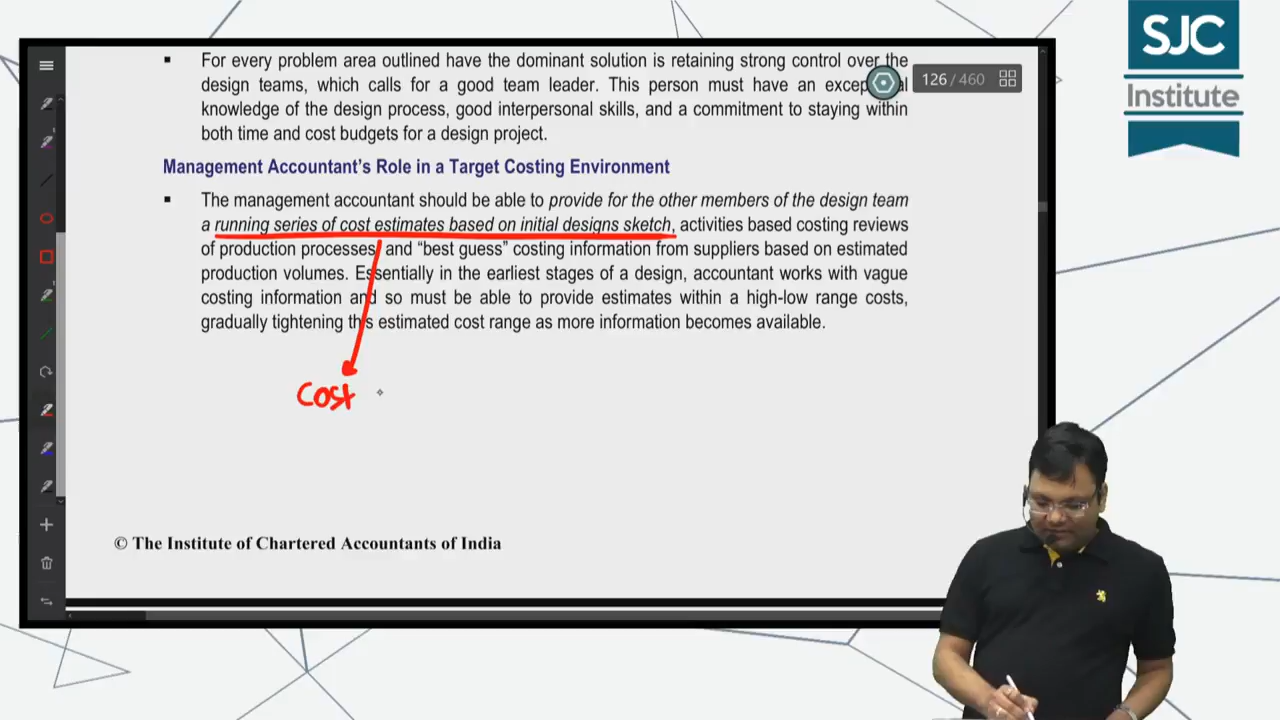 ▪ For every problem area outlined have the dominant solution is retaining strong control over the
design teams, which calls for a good team leader. This person must have an excep al
knowledge of the design process, good interpersonal skills, and a commitment to staying within
both time and cost budgets for a design project.
126 / 460
SJC
Institute
Management Accountant's Role in a Target Costing Environment
▪ The management accountant should be able to provide for the other members of the design team
a running series of cost estimates based on initial designs sketch, activities based costing reviews
of production processes, and “best guess” costing information from suppliers based on estimated
production volumes. Essentially in the earliest stages of a design, accountant works with vague
costing information and so must be able to provide estimates within a high-low range costs,
gradually tightening this estimated cost range as more information becomes available.
Cost
© The Institute of Chartered Accountants of India